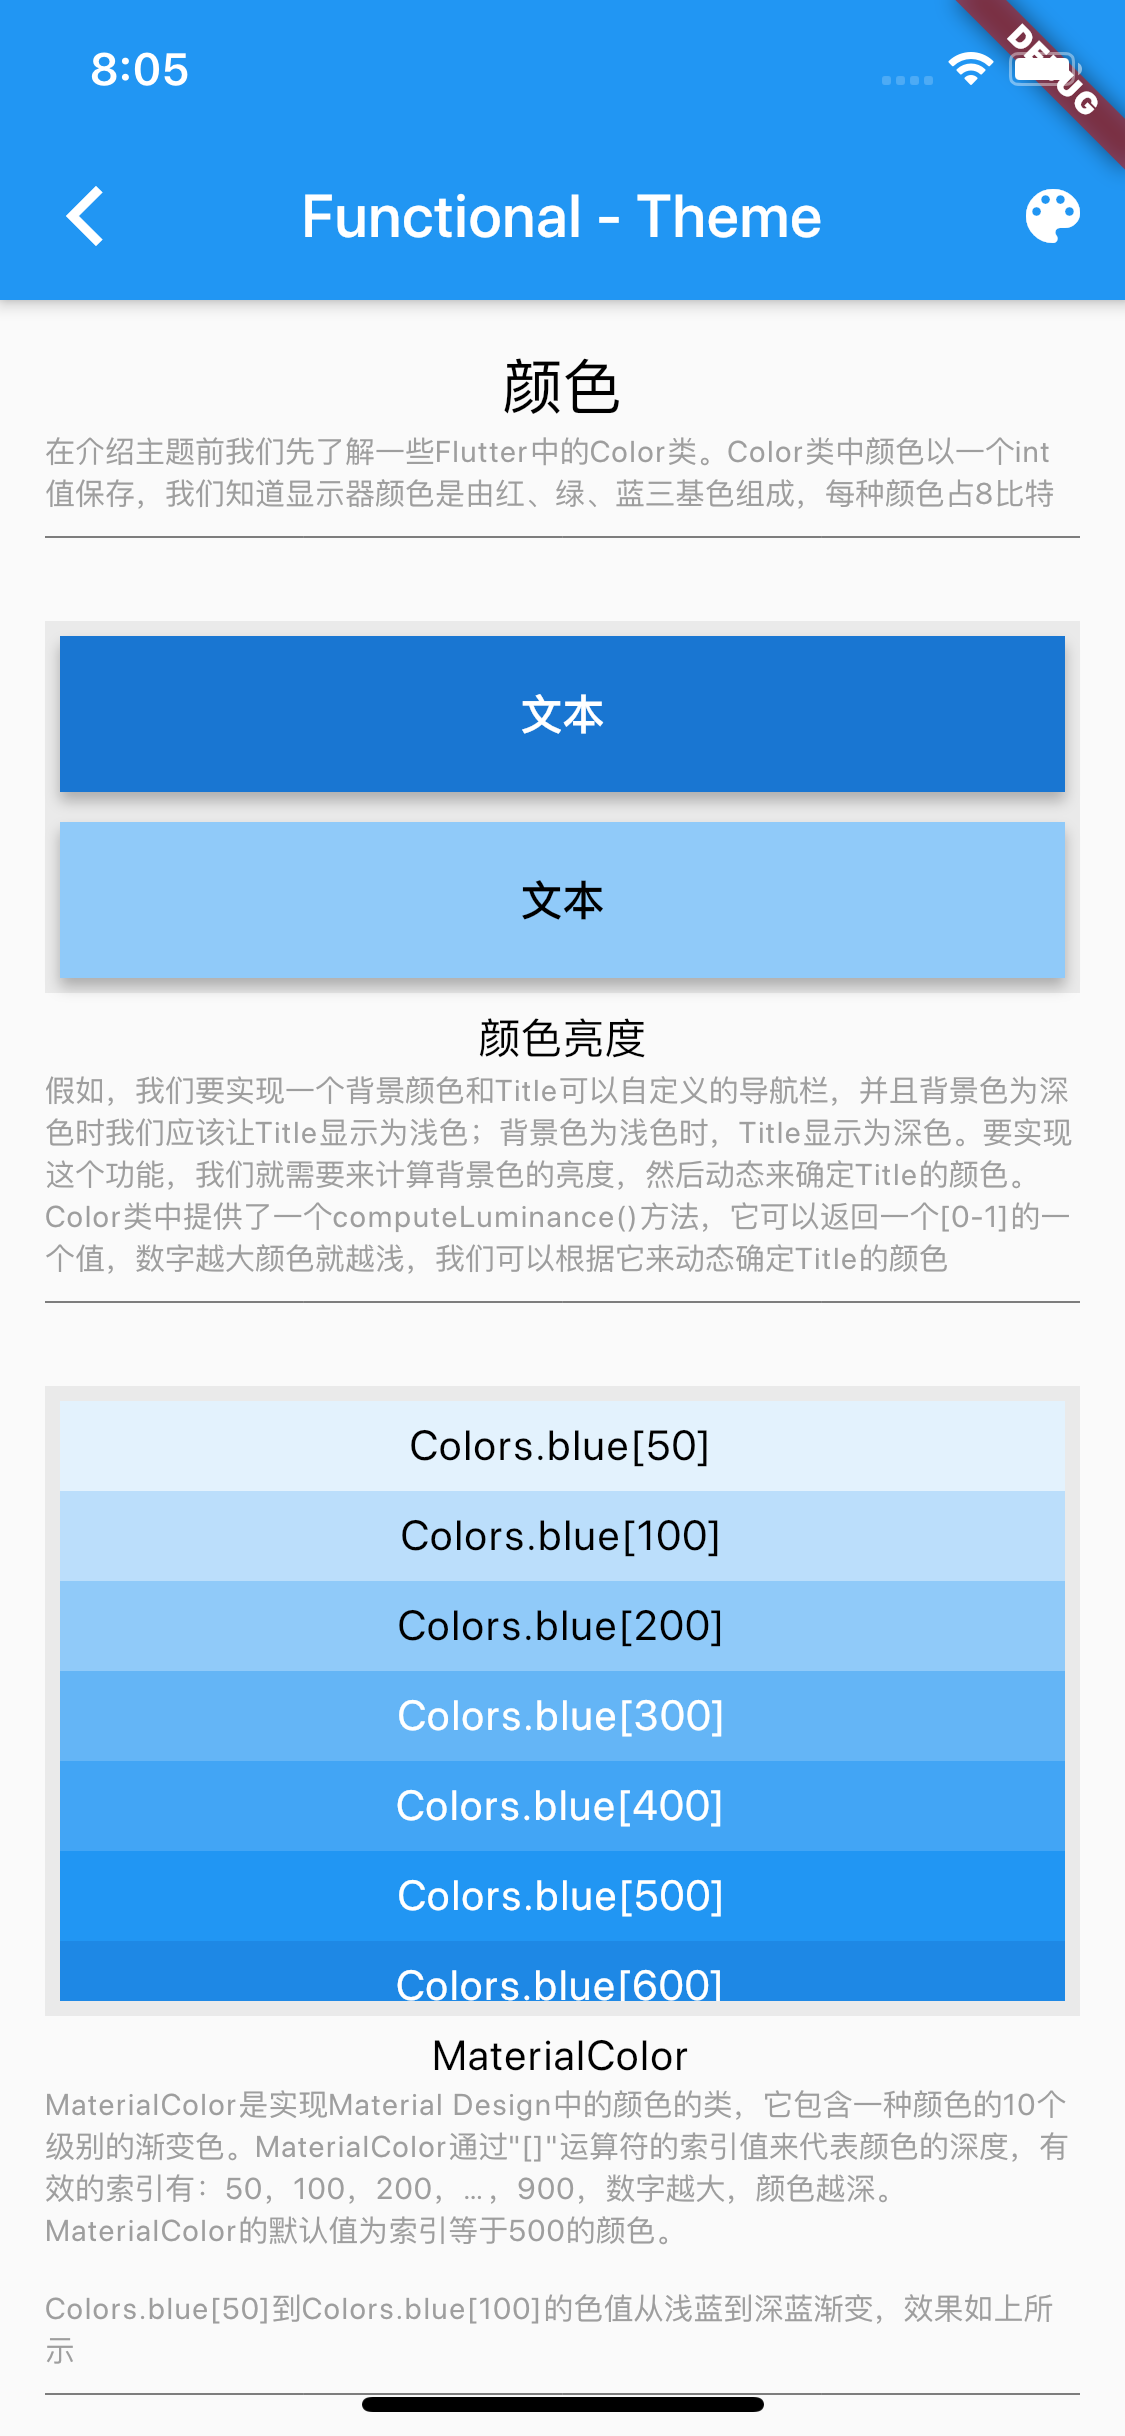 8:05
DEBUG
Functional - Theme
颜色
在介绍主题前我们先了解一些Flutter中的Color类。Color类中颜色以一个int
值保存，我们知道显示器颜色是由红、绿、蓝三基色组成，每种颜色占8比特
文本
文本
颜色亮度
假如，我们要实现一个背景颜色和Title可以自定义的导航栏，并且背景色为深
色时我们应该让Title显示为浅色；背景色为浅色时，Title显示为深色。要实现
这个功能，我们就需要来计算背景色的亮度，然后动态来确定Title的颜色。
Color类中提供了一个computeLuminance()方法，它可以返回一个[0-1]的一
个值，数字越大颜色就越浅，我们可以根据它来动态确定Title的颜色
Colors.blue[50]
Colors.blue[100]
Colors.blue[200]
Colors.blue[300]
Colors.blue[400]
Colors.blue[500]
Colors.blue[600]
MaterialColor
MaterialColor是实现Material Design中的颜色的类，它包含一种颜色的10个
级别的渐变色。MaterialColor通过"[]"运算符的索引值来代表颜色的深度，有
效的索引有：50，100，200，…，900，数字越大，颜色越深。
MaterialColor的默认值为索引等于500的颜色。
Colors.blue[50]到Colors.blue[100]的色值从浅蓝到深蓝渐变，效果如上所
示